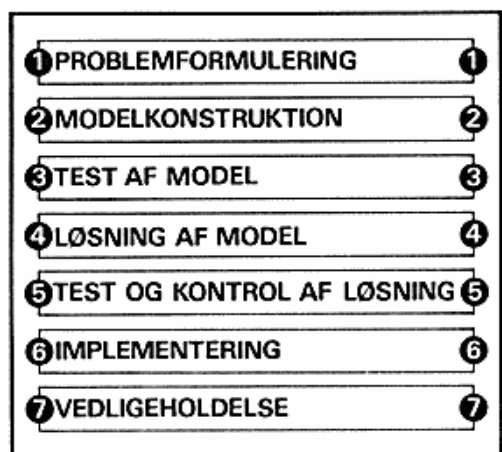 1 PROBLEMFORMULERING 1
2 MODELKONSTRUKTION 2
3 TEST AF MODEL 3
4 LØSNING AF MODEL 4
5 TEST OG KONTROL AF LØSNING 5
6 IMPLEMENTERING 6
7 VEDLIGEHOLDELSE 7